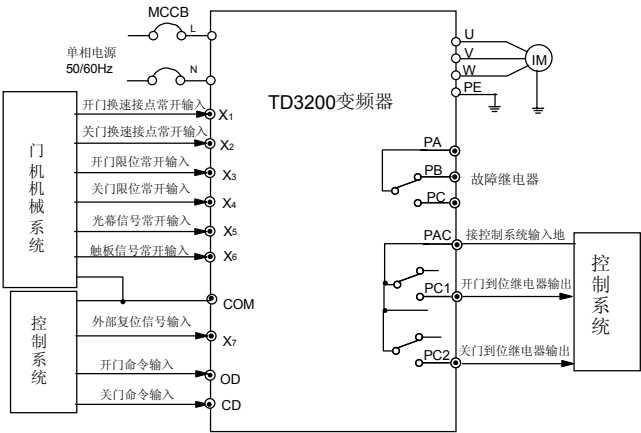 MCCB
L
单相电源
50/60Hz
N
U
V
W
PE
IM
TD3200变频器
开门换速接点常开输入
X1
关门换速接点常开输入
X2
开门限位常开输入
X3
关门限位常开输入
X4
光幕信号常开输入
X5
触板信号常开输入
X6
门机机械系统
COM
外部复位信号输入
X7
开门命令输入
OD
关门命令输入
CD
控制系统
PA
PB
PC
故障继电器
PAC
接控制系统输入地
PC1
开门到位继电器输出
PC2
关门到位继电器输出
控制系统